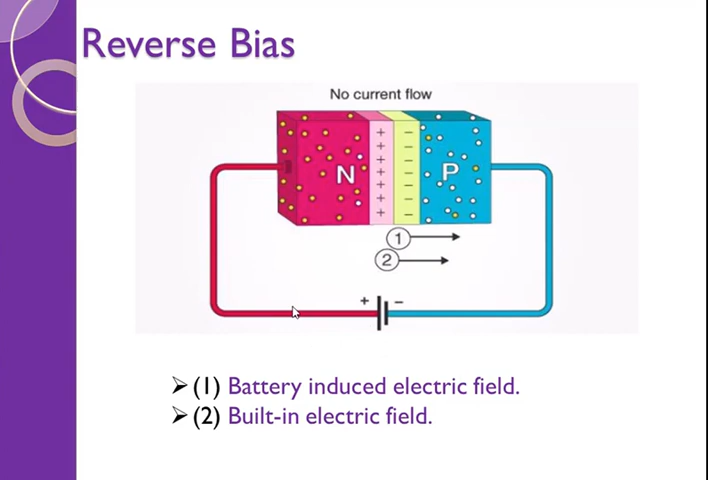 Reverse Bias
No current flow
N
P
+ −
+ −
+ −
+ −
+ −
+ −
+ −
1
2
+ −
➢ (1) Battery induced electric field.
➢ (2) Built-in electric field.